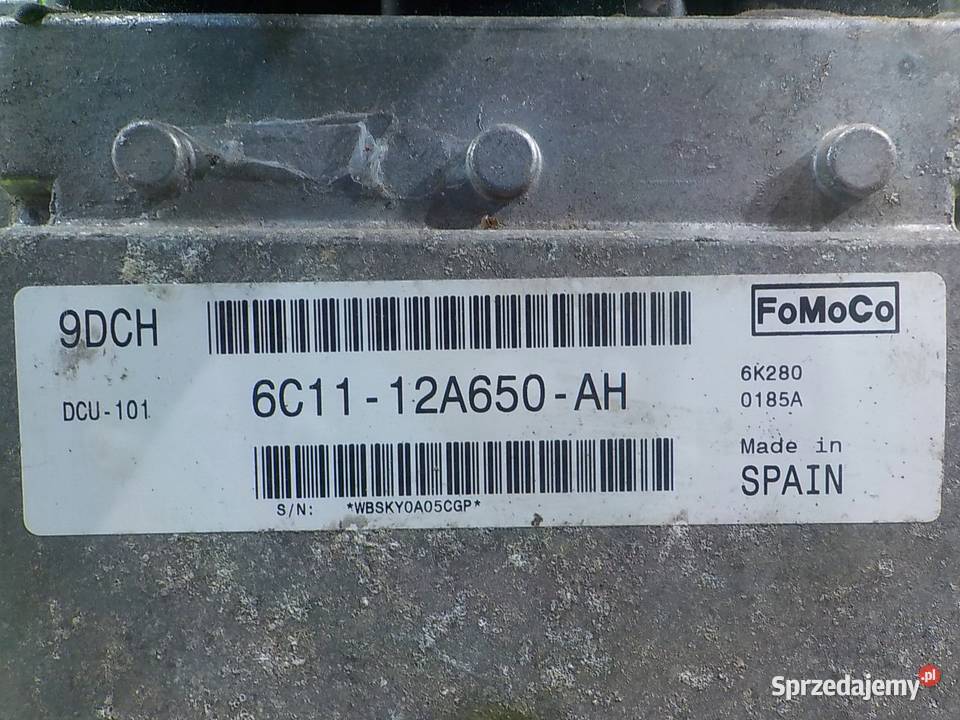 9DCH
FoMoCo
6K280
0185A
DCU-101
6C11-12A650-AH
Made in
SPAIN
S/N: *WBSKY0A05CGP*
Sprzedajemy.pl